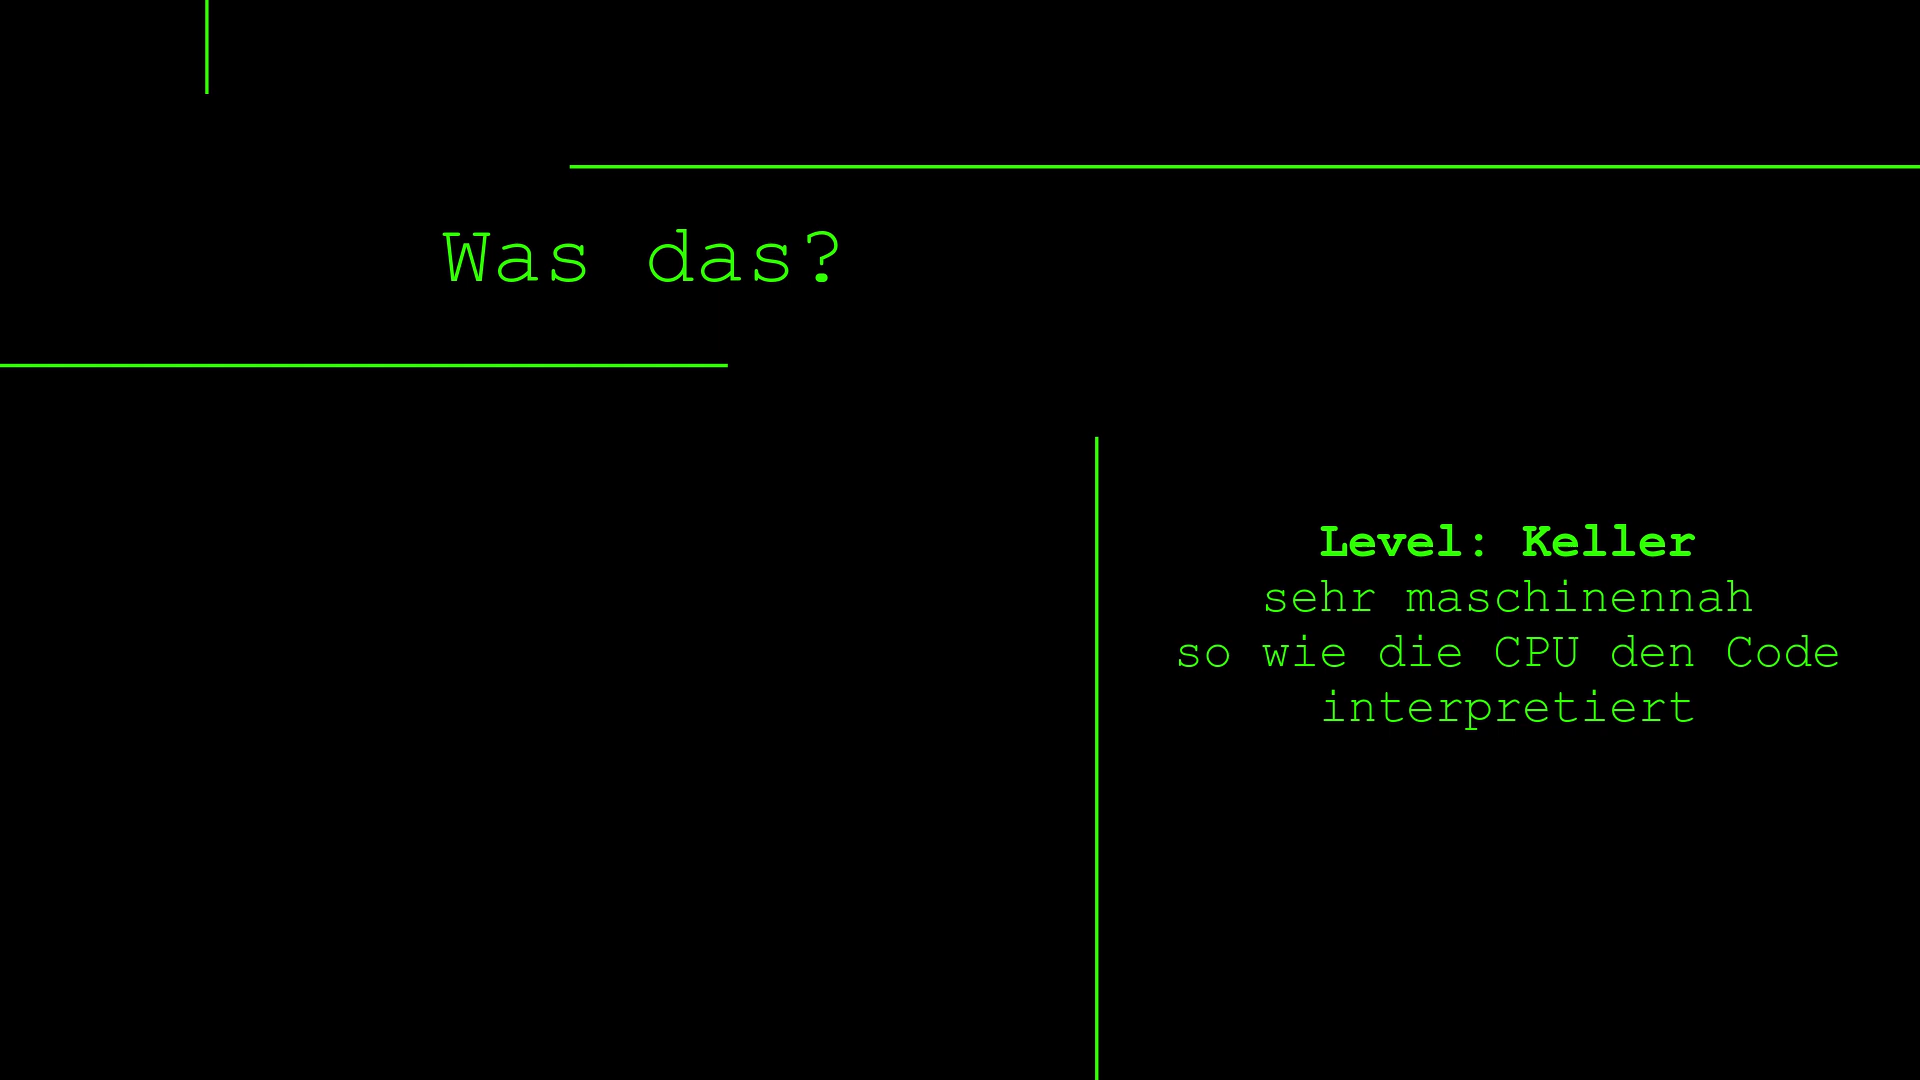 Was das?
Level: Keller
sehr maschinennah
so wie die CPU den Code
interpretiert